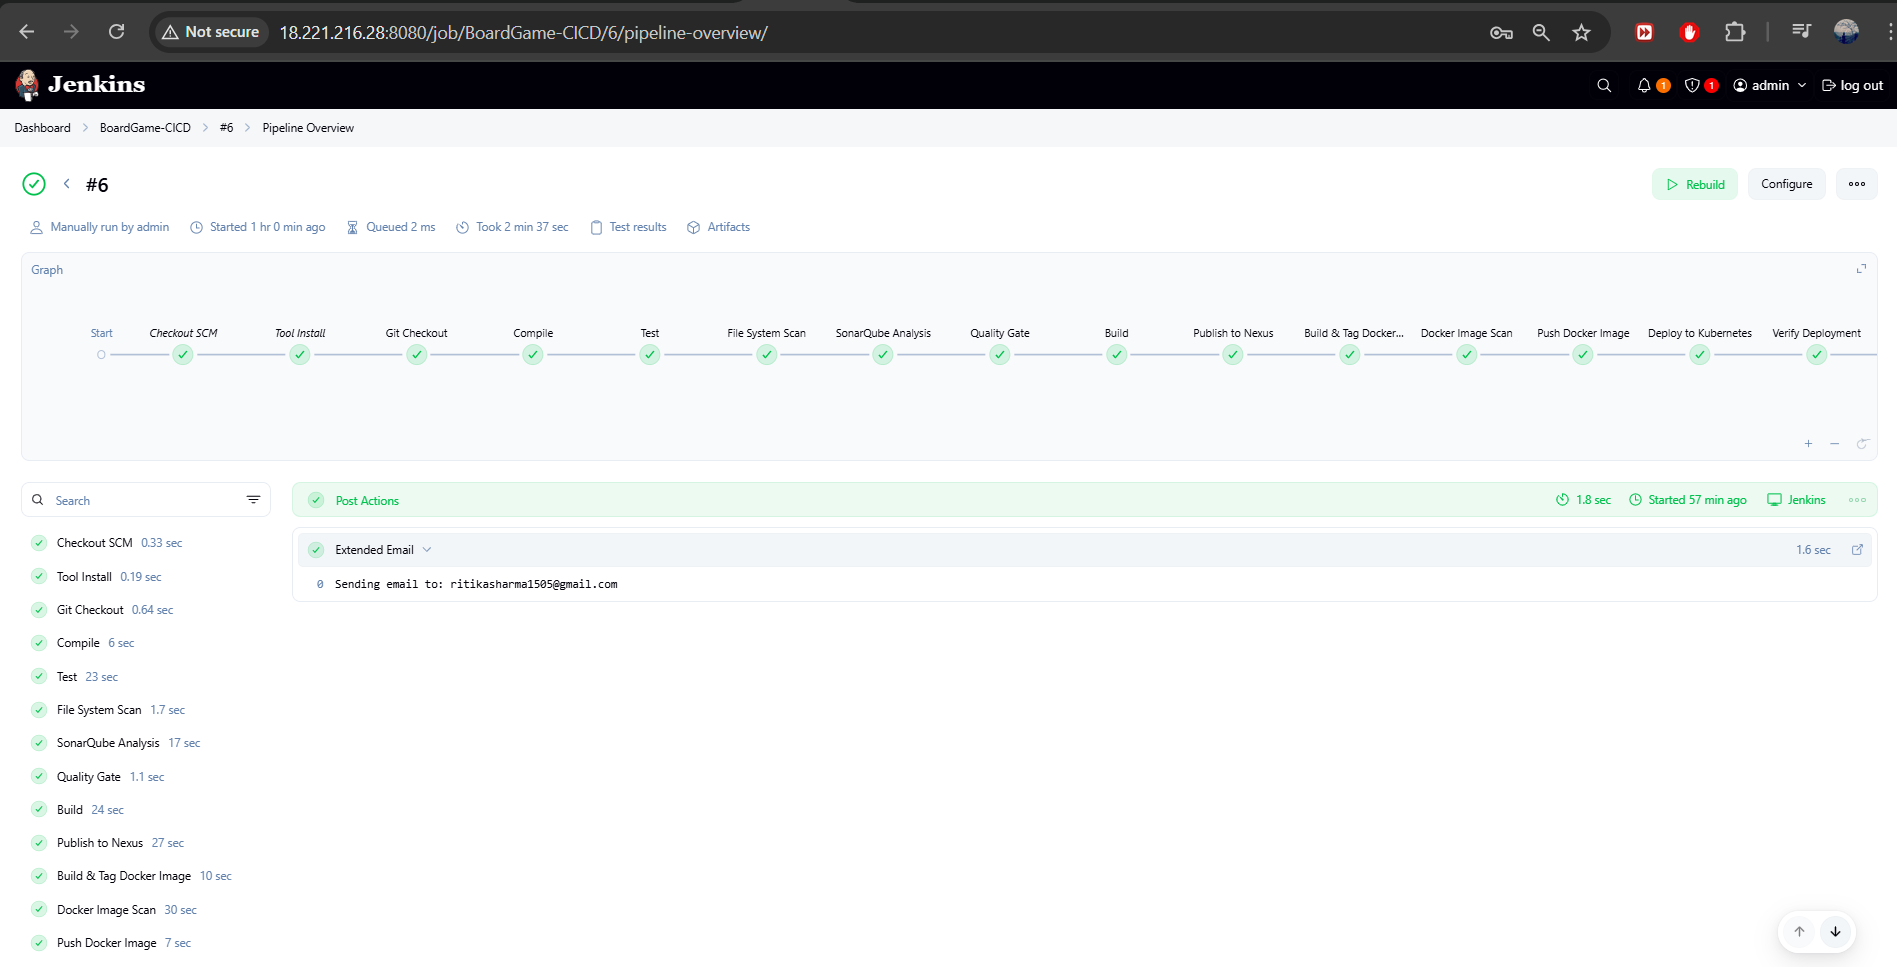 Not secure 18.221.216.28:8080/job/BoardGame-CICD/6/pipeline-overview/
Jenkins
1 1 admin log out
Dashboard BoardGame-CICD #6 Pipeline Overview
#6
Rebuild Configure
Manually run by admin Started 1 hr 0 min ago Queued 2 ms Took 2 min 37 sec Test results Artifacts
Graph
Start Checkout SCM Tool Install Git Checkout Compile Test File System Scan SonarQube Analysis Quality Gate Build Publish to Nexus Build & Tag Docker... Docker Image Scan Push Docker Image Deploy to Kubernetes Verify Deployment
Search
Post Actions 1.8 sec Started 57 min ago Jenkins
Extended Email 1.6 sec
0 Sending email to: ritikasharma1505@gmail.com
Checkout SCM 0.33 sec
Tool Install 0.19 sec
Git Checkout 0.64 sec
Compile 6 sec
Test 23 sec
File System Scan 1.7 sec
SonarQube Analysis 17 sec
Quality Gate 1.1 sec
Build 24 sec
Publish to Nexus 27 sec
Build & Tag Docker Image 10 sec
Docker Image Scan 30 sec
Push Docker Image 7 sec